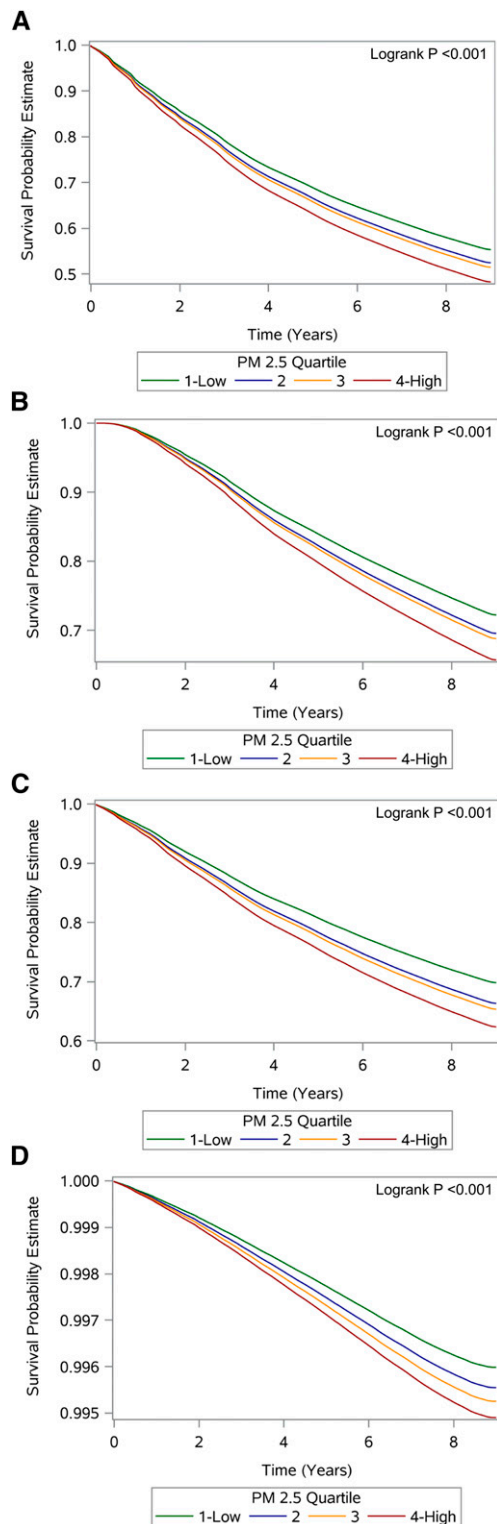 A
Logrank P <0.001
Survival Probability Estimate
1.0
0.9
0.8
0.7
0.6
0.5
0 2 4 6 8
Time (Years)
PM 2.5 Quartile
1-Low 2 3 4-High
B
Logrank P <0.001
Survival Probability Estimate
1.0
0.9
0.8
0.7
0 2 4 6 8
Time (Years)
PM 2.5 Quartile
1-Low 2 3 4-High
C
Logrank P <0.001
Survival Probability Estimate
1.0
0.9
0.8
0.7
0.6
0 2 4 6 8
Time (Years)
PM 2.5 Quartile
1-Low 2 3 4-High
D
Logrank P <0.001
Survival Probability Estimate
1.000
0.999
0.998
0.997
0.996
0.995
0 2 4 6 8
Time (Years)
PM 2.5 Quartile
1-Low 2 3 4-High